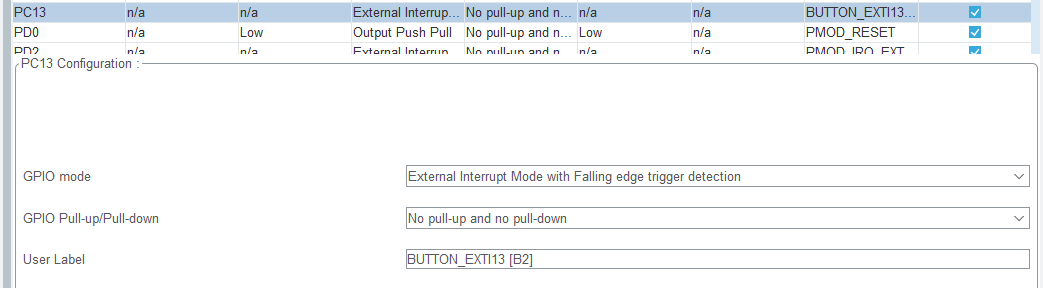 PC13 n/a n/a External Interrup... No pull-up and n... n/a n/a BUTTON_EXTI13...
PD0 n/a Low Output Push Pull No pull-up and n... Low n/a PMOD_RESET
PD2 n/a n/a External Interrup... No pull-up and n... n/a n/a PMOD_IRQ_EXT...
PC13 Configuration :
GPIO mode External Interrupt Mode with Falling edge trigger detection
GPIO Pull-up/Pull-down No pull-up and no pull-down
User Label BUTTON_EXTI13 [B2]